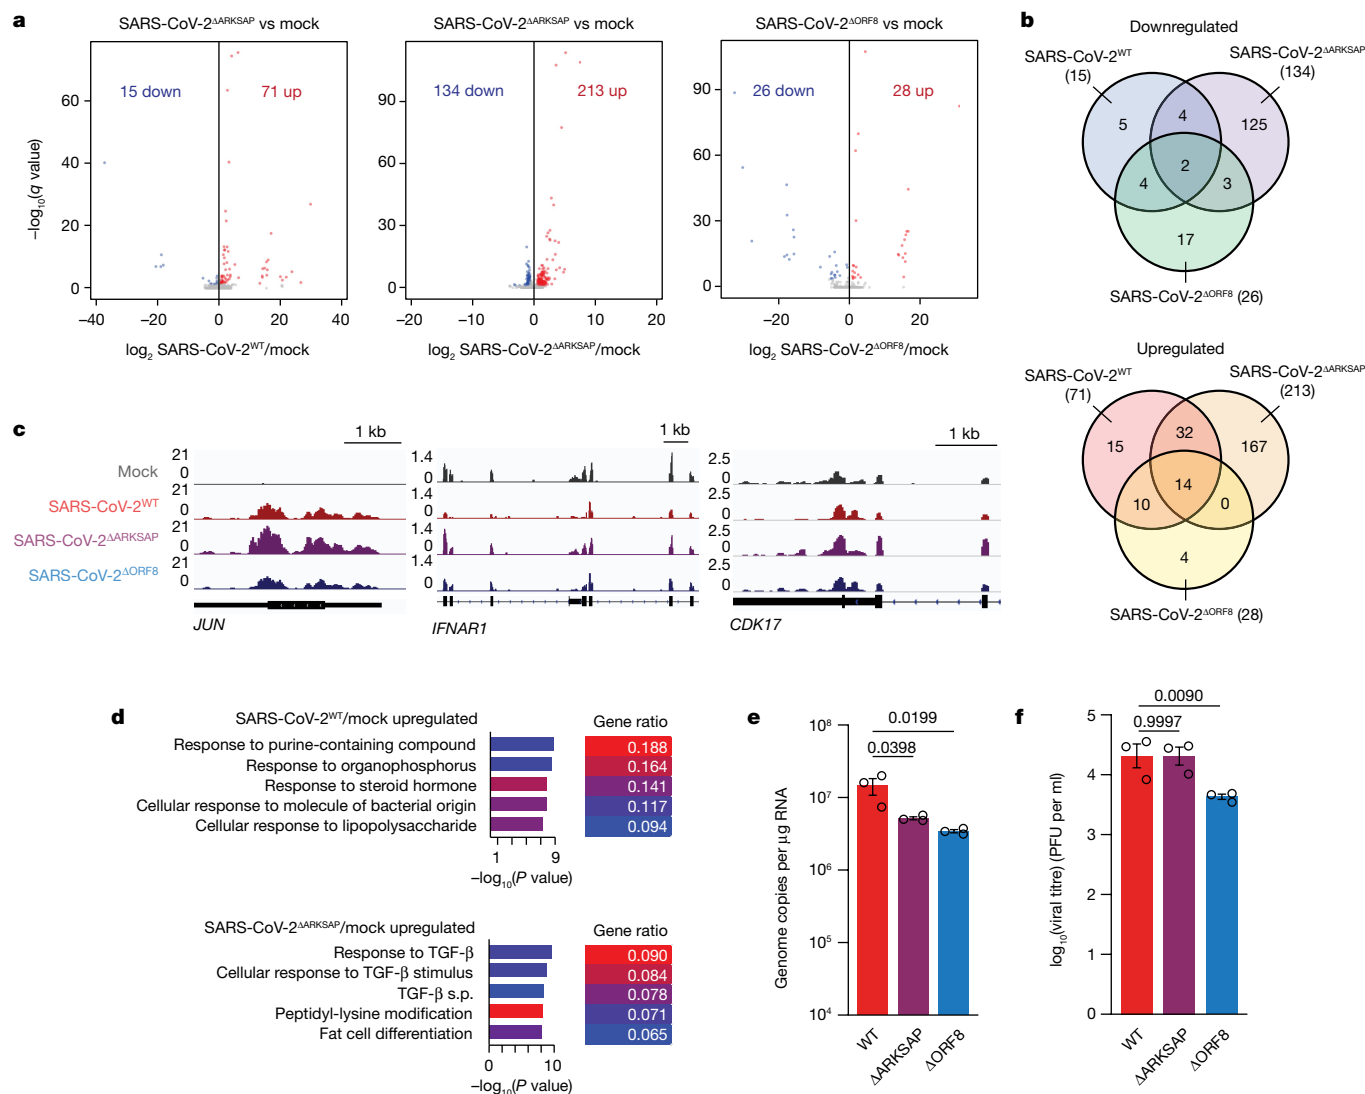 a
SARS-CoV-2ΔARKSAP vs mock
SARS-CoV-2ΔARKSAP vs mock
SARS-CoV-2ΔORF8 vs mock
15 down
71 up
134 down
213 up
26 down
28 up
–log10(q value)
60
40
20
0
–40
–20
0
20
40
90
60
30
0
–20
–10
0
10
20
90
60
30
0
–20
0
20
log2 SARS-CoV-2WT/mock
log2 SARS-CoV-2ΔARKSAP/mock
log2 SARS-CoV-2ΔORF8/mock
b
Downregulated
SARS-CoV-2WT
(15)
SARS-CoV-2ΔARKSAP
(134)
5
4
125
2
4
3
17
SARS-CoV-2ΔORF8 (26)
Upregulated
SARS-CoV-2WT
(71)
SARS-CoV-2ΔARKSAP
(213)
15
32
167
14
10
0
4
SARS-CoV-2ΔORF8 (28)
c
1 kb
1 kb
1 kb
Mock
SARS-CoV-2WT
SARS-CoV-2ΔARKSAP
SARS-CoV-2ΔORF8
21
0
21
0
21
0
21
0
1.4
0
1.4
0
1.4
0
1.4
0
2.5
0
2.5
0
2.5
0
2.5
0
JUN
IFNAR1
CDK17
d
SARS-CoV-2WT/mock upregulated
Gene ratio
Response to purine-containing compound
0.188
Response to organophosphorus
0.164
Response to steroid hormone
0.141
Cellular response to molecule of bacterial origin
0.117
Cellular response to lipopolysaccharide
0.094
1
9
–log10(P value)
SARS-CoV-2ΔARKSAP/mock upregulated
Gene ratio
Response to TGF-β
0.090
Cellular response to TGF-β stimulus
0.084
TGF-β s.p.
0.078
Peptidyl-lysine modification
0.071
Fat cell differentiation
0.065
0
10
–log10(P value)
e
Genome copies per µg RNA
10^8
10^7
10^6
10^5
10^4
0.0199
0.0398
WT
ΔARKSAP
ΔORF8
f
log10(viral titre) (PFU per ml)
5
4
3
2
1
0
0.0090
0.9997
WT
ΔARKSAP
ΔORF8